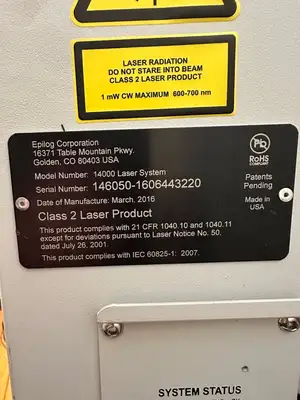 LASER RADIATION
DO NOT STARE INTO BEAM
CLASS 2 LASER PRODUCT
1 mW CW MAXIMUM 600-700 nm
Epilog Corporation
16371 Table Mountain Pkwy.
Golden, CO 80403 USA
Pb
RoHS
COMPLIANT
Model Number: 14000 Laser System
Serial Number: 146050-1606443220
Date of Manufacture: March, 2016
Patents
Pending
Made in
USA
Class 2 Laser Product
This product complies with 21 CFR 1040.10 and 1040.11
except for deviations pursuant to Laser Notice No. 50,
dated July 26, 2001.
This product complies with IEC 60825-1: 2007.
SYSTEM STATUS